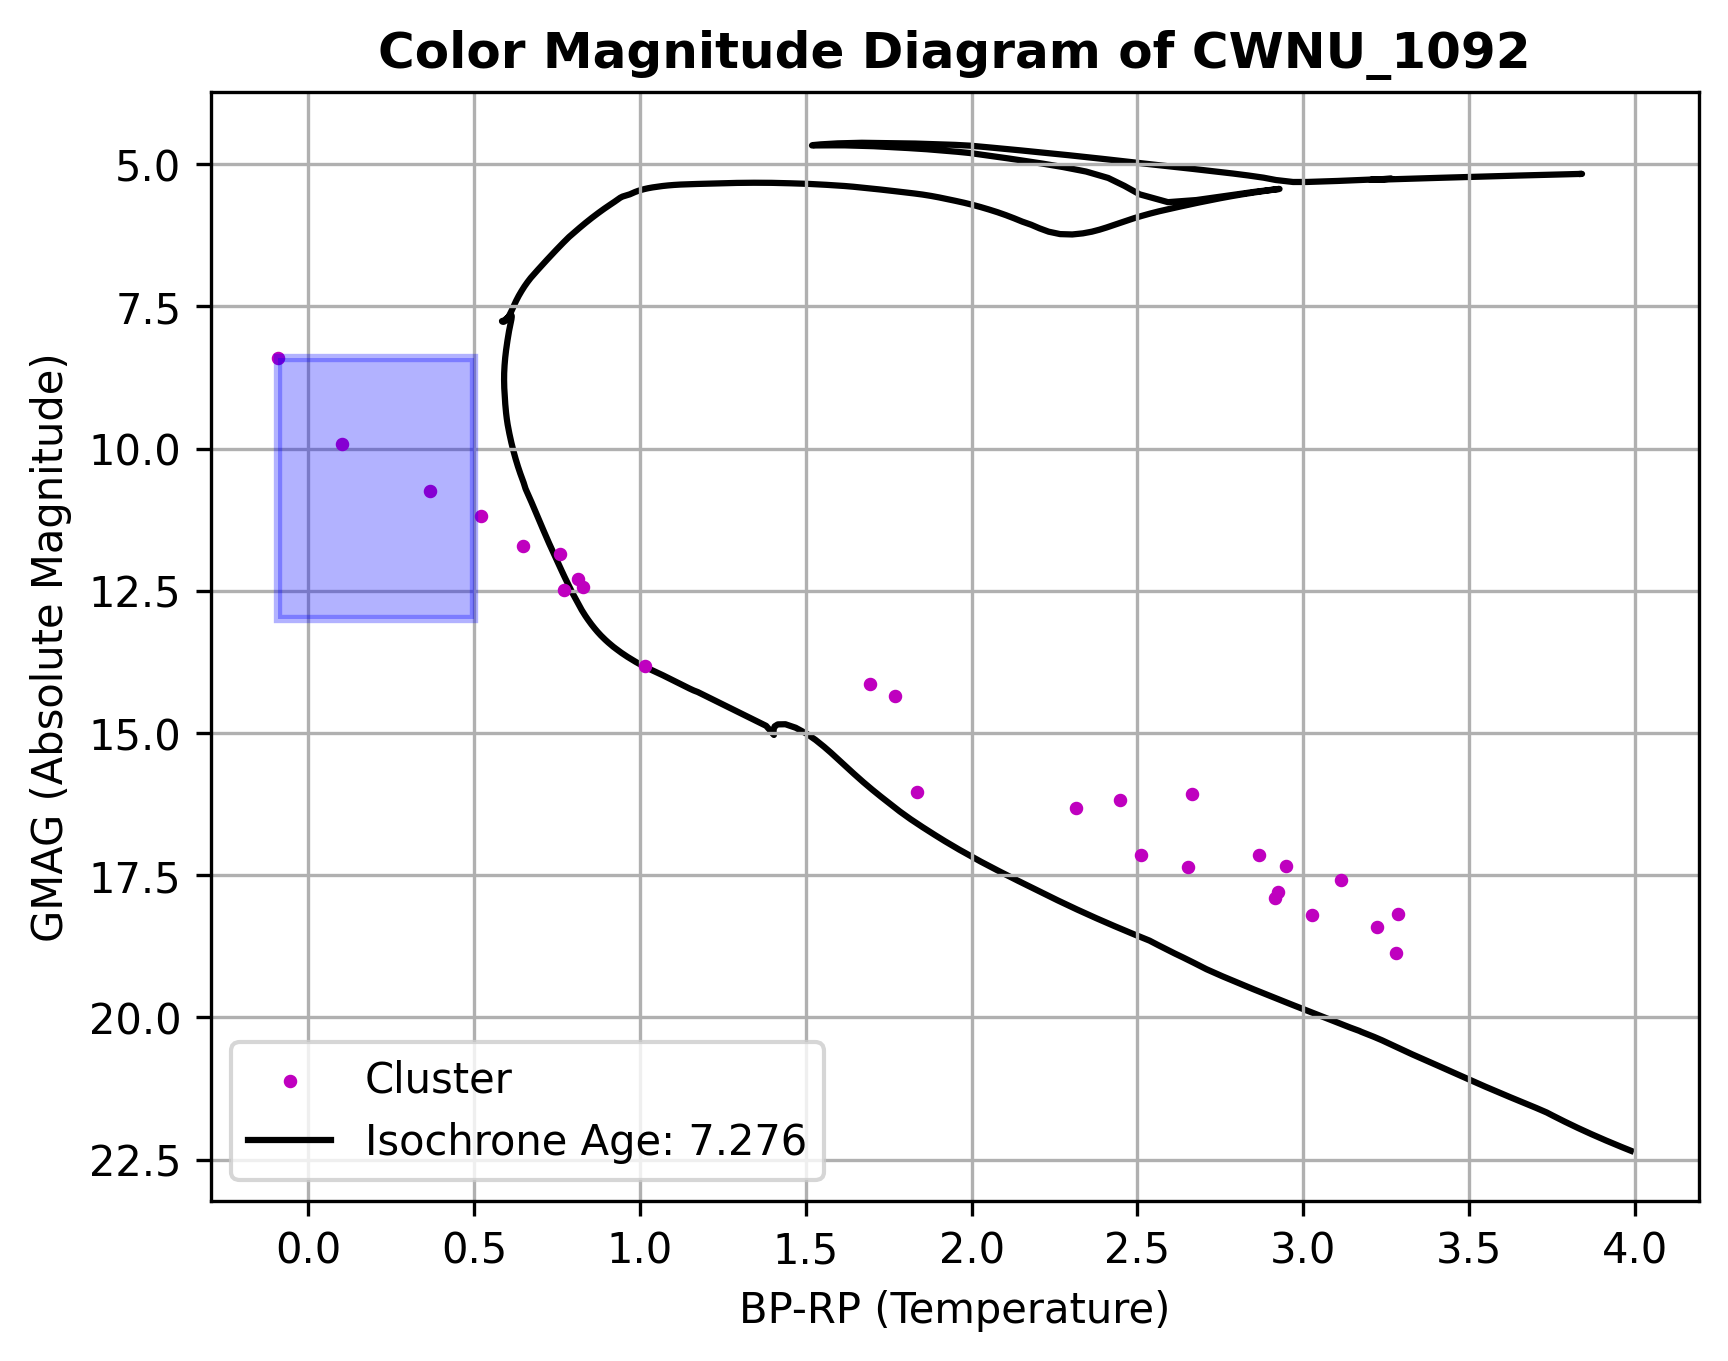 Color Magnitude Diagram of CWNU_1092
GMAG (Absolute Magnitude)
5.0
7.5
10.0
12.5
15.0
17.5
20.0
22.5
Cluster
Isochrone Age: 7.276
0.0 0.5 1.0 1.5 2.0 2.5 3.0 3.5 4.0
BP-RP (Temperature)